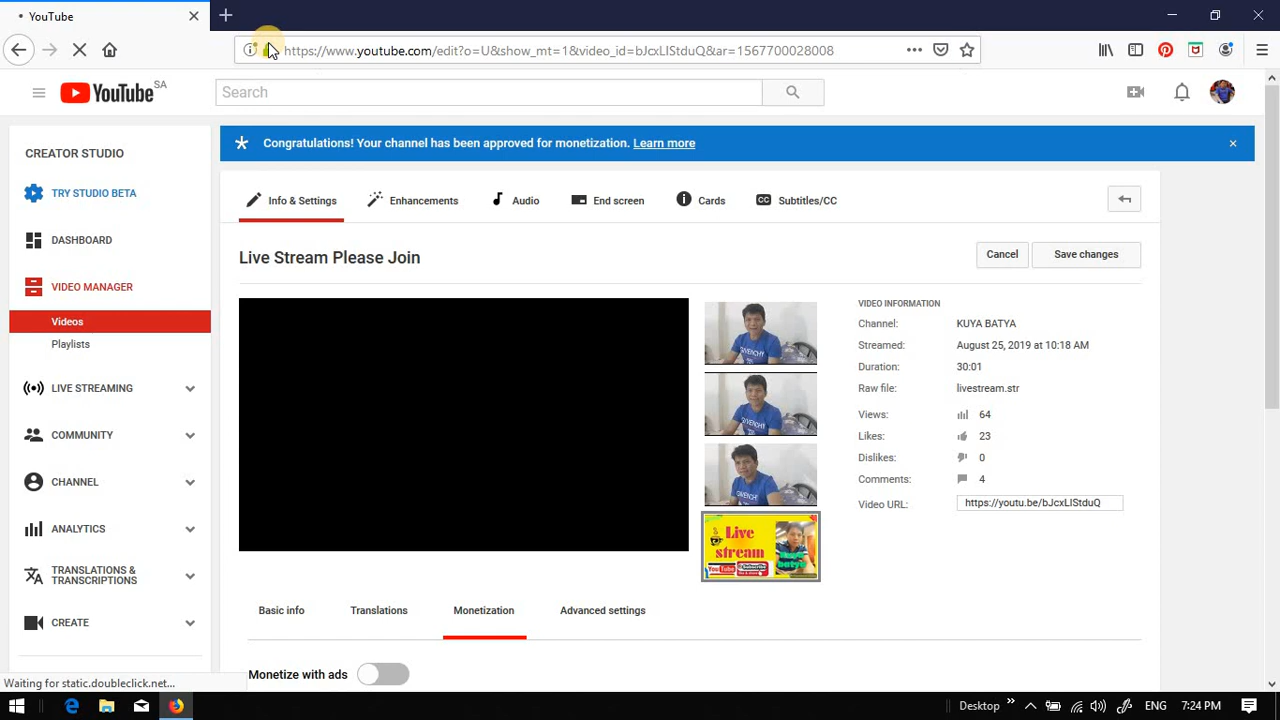 YouTube
https://www.youtube.com/edit?o=U&show_mt=1&video_id=bJcxLIStduQ&ar=1567700028008
YouTube SA
Search
CREATOR STUDIO
TRY STUDIO BETA
DASHBOARD
VIDEO MANAGER
Videos
Playlists
LIVE STREAMING
COMMUNITY
CHANNEL
ANALYTICS
TRANSLATIONS &
TRANSCRIPTIONS
CREATE
Congratulations! Your channel has been approved for monetization. Learn more
Info & Settings
Enhancements
Audio
End screen
Cards
CC Subtitles/CC
Live Stream Please Join
Cancel
Save changes
GIVENCHY
GIVENCHY
Live
stream
Kuya
batya
YouTube
VIDEO INFORMATION
Channel: KUYA BATYA
Streamed: August 25, 2019 at 10:18 AM
Duration: 30:01
Raw file: livestream.str
Views: 64
Likes: 23
Dislikes: 0
Comments: 4
Video URL: https://youtu.be/bJcxLIStduQ
Basic info
Translations
Monetization
Advanced settings
Monetize with ads
Waiting for static.doubleclick.net...
Desktop
ENG
7:24 PM